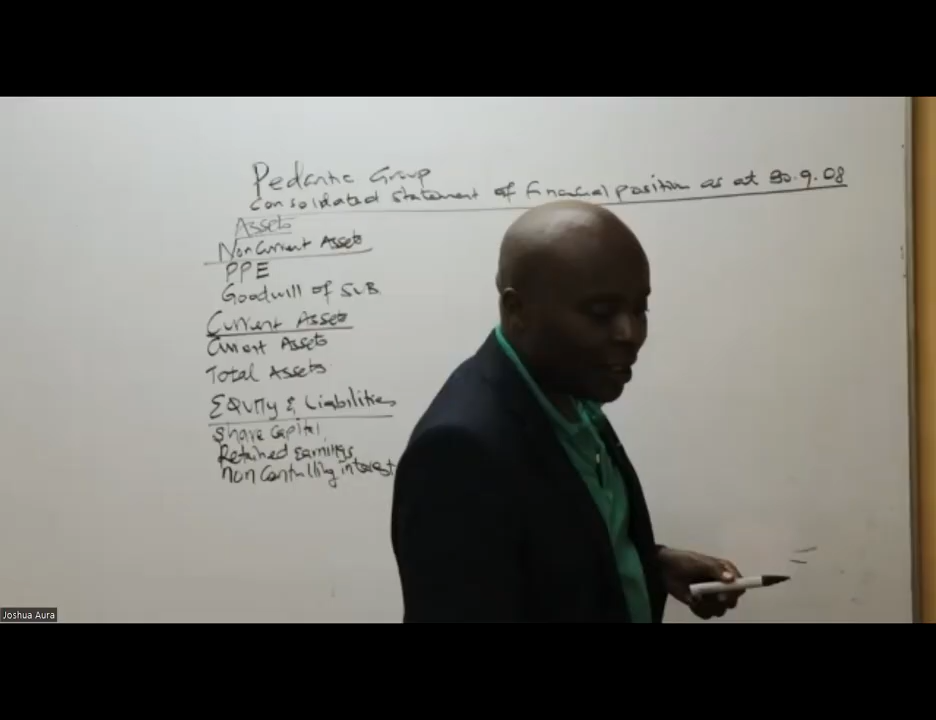 Pedantic Group
Consolidated Statement of financial position as at 30.9.08
Assets
Non Current Assets
PPE
Goodwill of SUB
Current Assets
Current Assets
Total Assets
Equity & Liabilities
Share Capital
Retained Earnings
Non Controlling interest
Joshua Aura